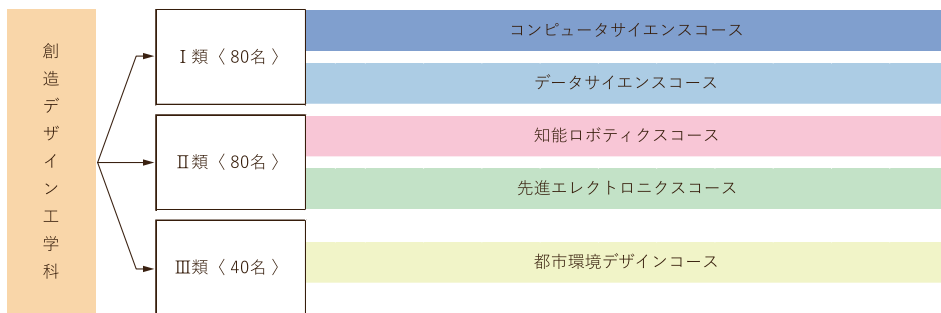 創造デザイン工学科
Ⅰ類〈 80名 〉
コンピュータサイエンスコース
データサイエンスコース
Ⅱ類〈 80名 〉
知能ロボティクスコース
先進エレクトロニクスコース
Ⅲ類〈 40名 〉
都市環境デザインコース